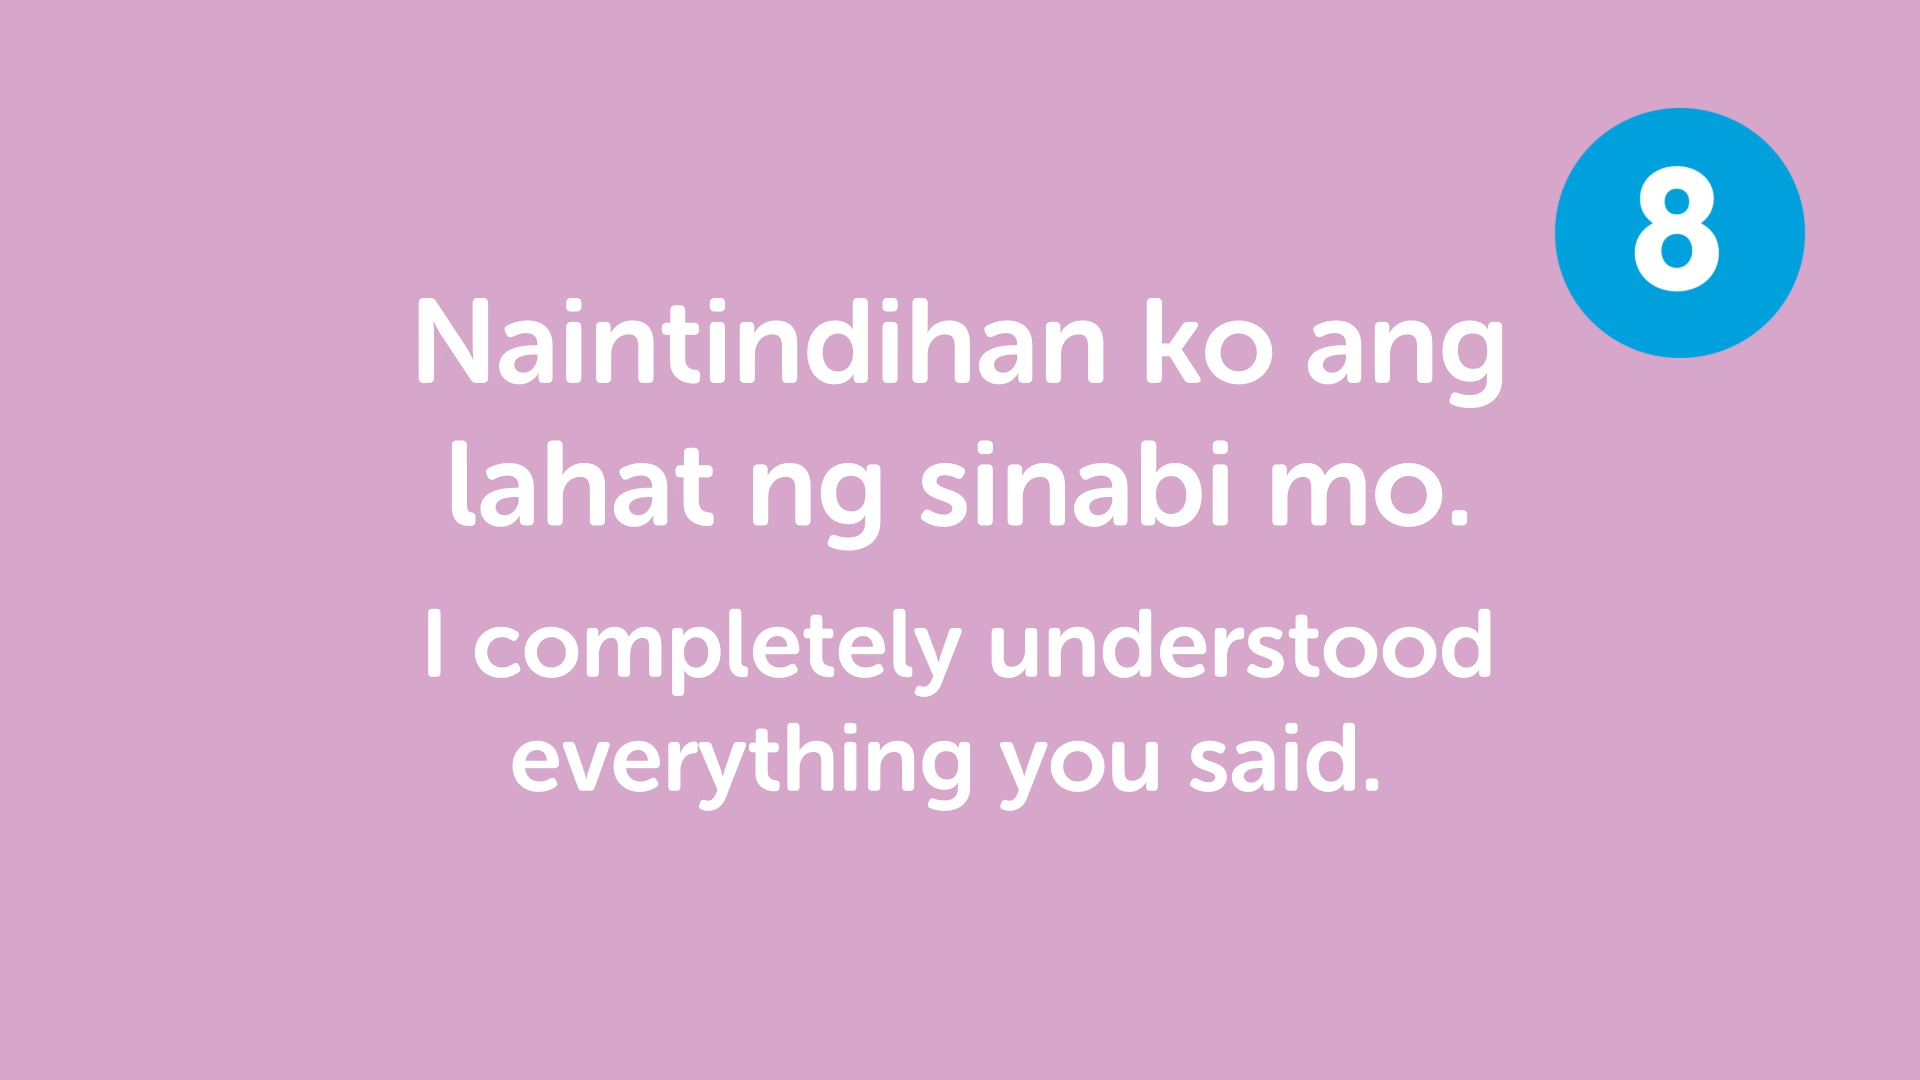 8
Naintindihan ko ang
lahat ng sinabi mo.
I completely understood
everything you said.